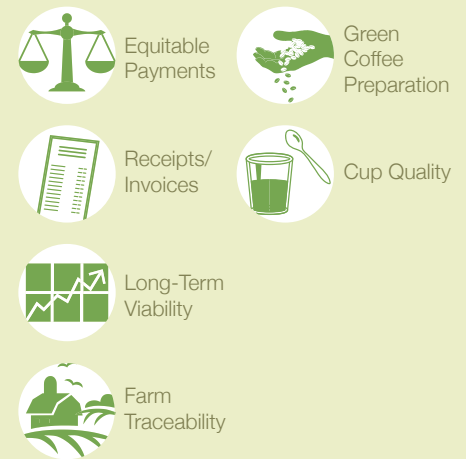 Equitable
Payments
Receipts/
Invoices
Long-Term
Viability
Farm
Traceability
Green
Coffee
Preparation
Cup Quality